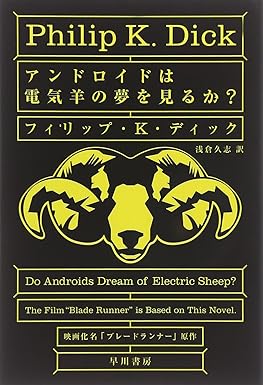 Philip K. Dick
アンドロイドは
電気羊の夢を見るか?
フィリップ・K・ディック
浅倉久志 訳
Do Androids Dream of Electric Sheep?
The Film “Blade Runner” is Based on This Novel.
映画化名「ブレードランナー」原作
早川書房